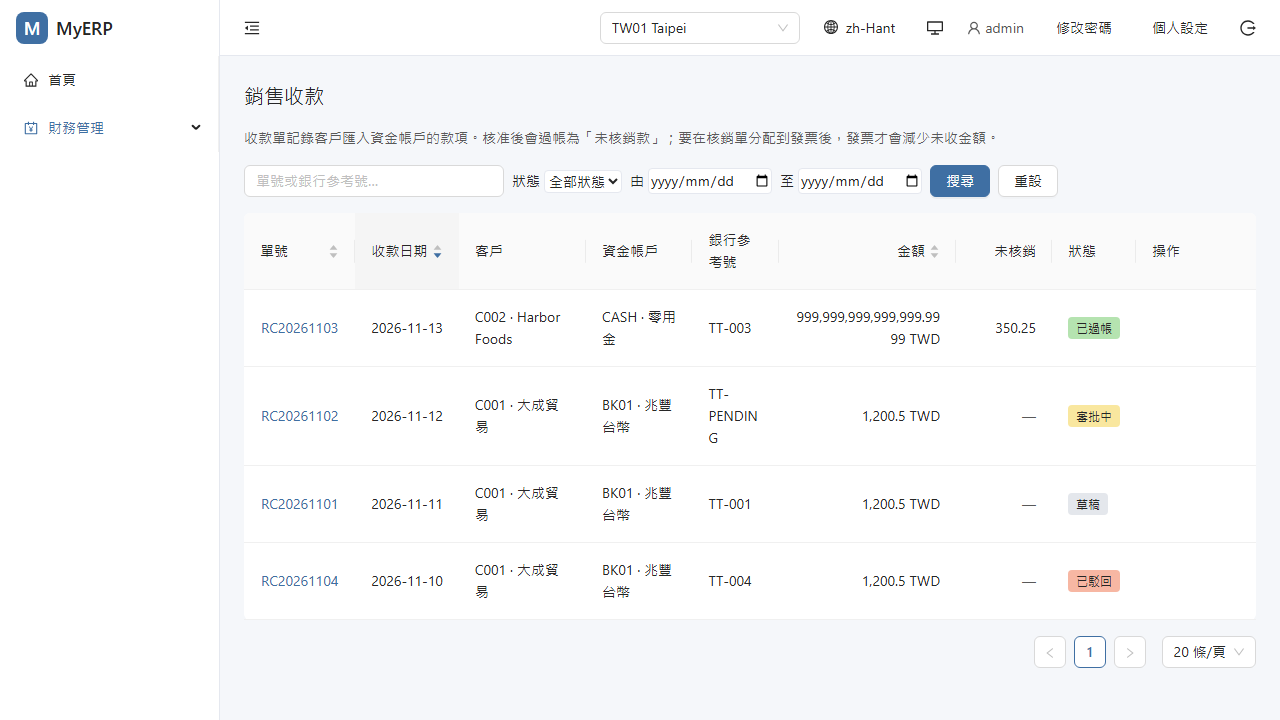 M MyERP
TW01 Taipei
zh-Hant
admin
修改密碼
個人設定
首頁
財務管理
銷售收款
收款單記錄客戶匯入資金帳戶的款項。核准後會過帳為「未核銷款」；要在核銷單分配到發票後，發票才會減少未收金額。
單號或銀行參考號...
狀態 全部狀態 由 yyyy/mm/dd 至 yyyy/mm/dd 搜尋 重設
單號 收款日期 客戶 資金帳戶 銀行參
考號 金額 未核銷 狀態 操作
RC20261103 2026-11-13 C002 · Harbor
Foods CASH · 零用
金 TT-003 999,999,999,999,999.99
99 TWD 350.25 已過帳
RC20261102 2026-11-12 C001 · 大成貿
易 BK01 · 兆豐
台幣 TT-
PENDIN
G 1,200.5 TWD — 審批中
RC20261101 2026-11-11 C001 · 大成貿
易 BK01 · 兆豐
台幣 TT-001 1,200.5 TWD — 草稿
RC20261104 2026-11-10 C001 · 大成貿
易 BK01 · 兆豐
台幣 TT-004 1,200.5 TWD — 已駁回
1
20 條/頁